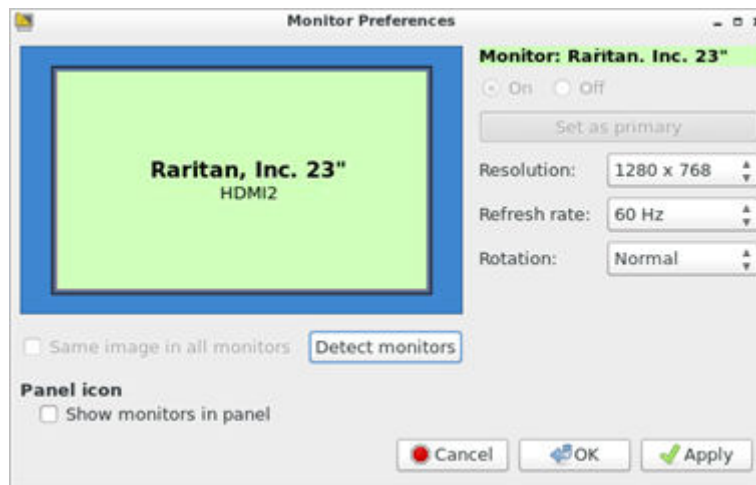 Monitor Preferences
Raritan, Inc. 23"
HDMI2
Monitor: Raritan. Inc. 23"
On Off
Set as primary
Resolution: 1280 x 768
Refresh rate: 60 Hz
Rotation: Normal
Same image in all monitors Detect monitors
Panel icon
Show monitors in panel
Cancel OK Apply